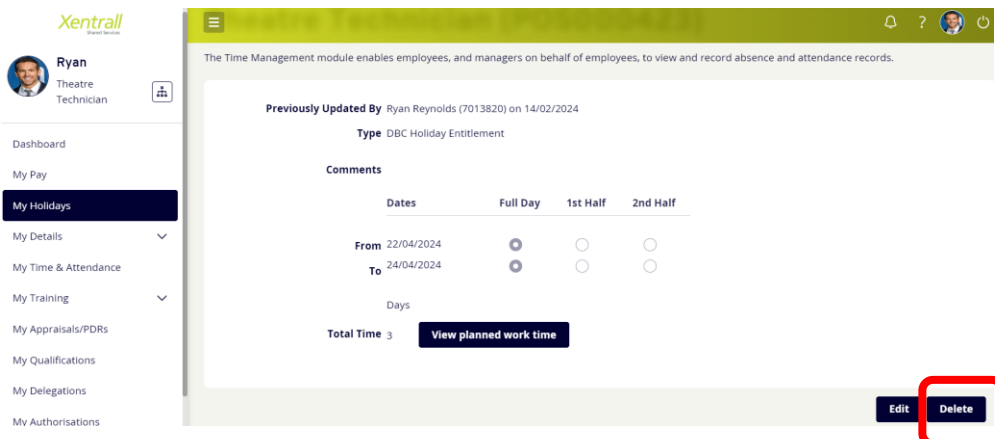 Xentrall
Shared Services
Theatre Technician
?
Ryan
Theatre
Technician
Dashboard
My Pay
My Holidays
My Details
My Time & Attendance
My Training
My Appraisals/PDRs
My Qualifications
My Delegations
My Authorisations
The Time Management module enables employees, and managers on behalf of employees, to view and record absence and attendance records.
Previously Updated By Ryan Reynolds (7013820) on 14/02/2024
Type DBC Holiday Entitlement
Comments
Dates Full Day 1st Half 2nd Half
From 22/04/2024
To 24/04/2024
Days
Total Time 3 View planned work time
Edit Delete